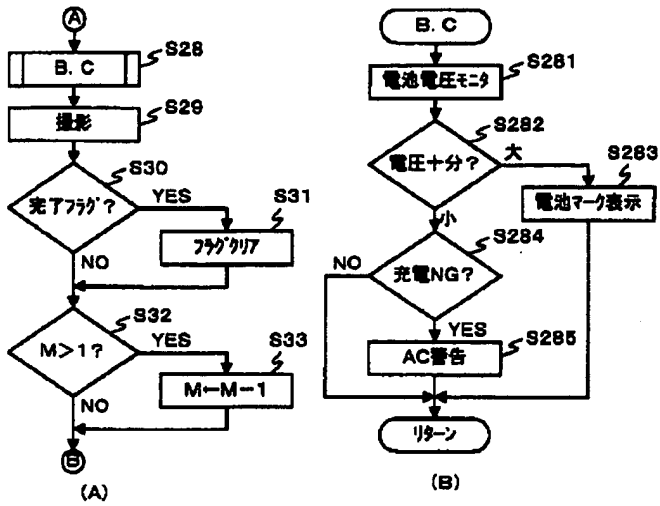 A
S28
B. C
S29
撮影
S30
完了フラグ?
YES
S31
フラグクリア
NO
S32
M>1?
YES
S33
M←M-1
NO
B
(A)
B. C
S281
電池電圧モニタ
S282
電圧十分?
大
S283
電池マーク表示
小
S284
NO
充電NG?
YES
S285
AC警告
リターン
(B)